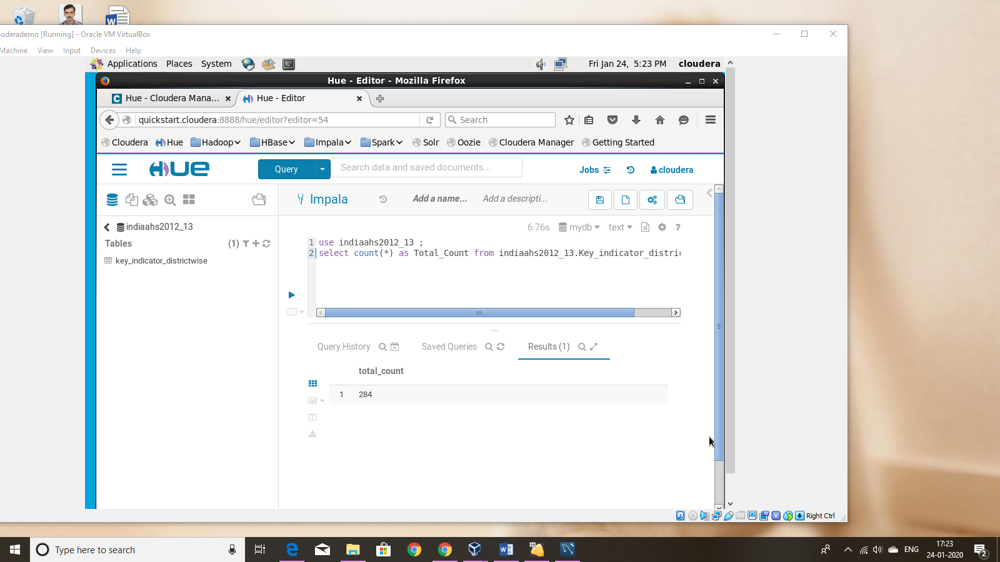 ouderademo [Running] - Oracle VM VirtualBox
Machine View Input Devices Help
Applications Places System Fri Jan 24, 5:23 PM cloudera
Hue - Editor - Mozilla Firefox
Hue - Cloudera Mana... Hue - Editor
quickstart.cloudera:8888/hue/editor?editor=54 Search
Cloudera Hue Hadoop HBase Impala Spark Solr Oozie Cloudera Manager Getting Started
HUE Query Search data and saved documents... Jobs cloudera
Impala Add a name... Add a descripti...
indiaahs2012_13 6.76s mydb text ?
Tables (1)
key_indicator_districtwise
1 use indiaahs2012_13 ;
2 select count(*) as Total_Count from indiaahs2012_13.Key_indicator_distric
Query History Saved Queries Results (1)
total_count
1 284
Right Ctrl
Type here to search
ENG 17:23
24-01-2020
2